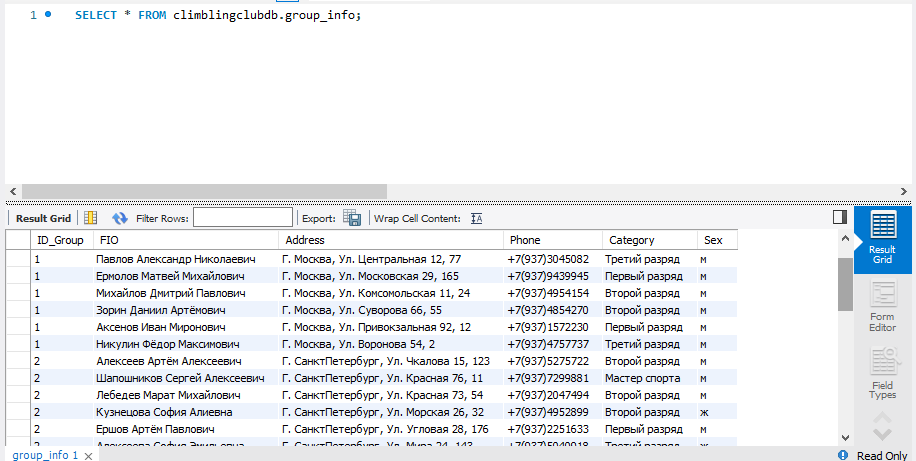 1 SELECT * FROM climblingclubdb.group_info;
Result Grid Filter Rows: Export: Wrap Cell Content:
ID_Group FIO Address Phone Category Sex
1 Павлов Александр Николаевич Г. Москва, Ул. Центральная 12, 77 +7(937)3045082 Третий разряд м
1 Ермолов Матвей Михайлович Г. Москва, Ул. Московская 29, 165 +7(937)9439945 Первый разряд м
1 Михайлов Дмитрий Павлович Г. Москва, Ул. Комсомольская 11, 24 +7(937)4954154 Второй разряд м
1 Зорин Даниил Артёмович Г. Москва, Ул. Суворова 66, 55 +7(937)4854270 Второй разряд м
1 Аксенов Иван Миронович Г. Москва, Ул. Привокзальная 92, 12 +7(937)1572230 Первый разряд м
1 Никулин Фёдор Максимович Г. Москва, Ул. Воронова 54, 2 +7(937)4757737 Третий разряд м
2 Алексеев Артём Алексеевич Г. СанктПетербург, Ул. Чкалова 15, 123 +7(937)5275722 Второй разряд м
2 Шапошников Сергей Алексеевич Г. СанктПетербург, Ул. Красная 76, 11 +7(937)7299881 Мастер спорта м
2 Лебедев Марат Михайлович Г. СанктПетербург, Ул. Красная 73, 54 +7(937)2047494 Второй разряд м
2 Кузнецова София Алиевна Г. СанктПетербург, Ул. Морская 26, 32 +7(937)4952899 Второй разряд ж
2 Ершов Артём Павлович Г. СанктПетербург, Ул. Угловая 28, 176 +7(937)2251633 Первый разряд м
2 Алексеева София Эмильевна Г. СанктПетербург, Ул. Мира 24, 143 Третий разряд ж
Result Grid
Form Editor
Field Types
group_info 1 Read Only